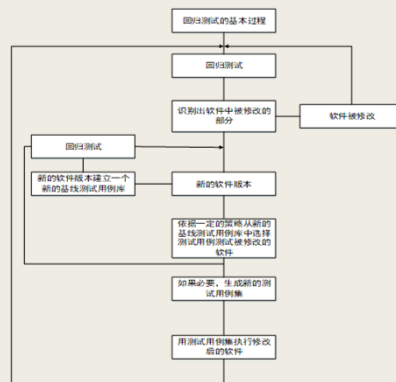 回归测试的基本过程
回归测试
识别出软件中被修改的
部分
软件被修改
回归测试
新的软件版本建立一个
新的基线测试用例库
新的软件版本
依据一定的策略从新的
基线测试用例库中选择
测试用例测试被修改的
软件
如果必要，生成新的测
试用例集
用测试用例集执行修改
后的软件